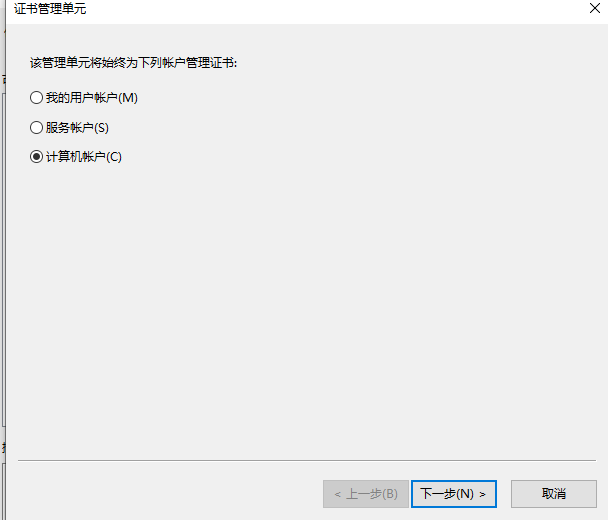 证书管理单元
该管理单元将始终为下列帐户管理证书:
我的用户帐户(M)
服务帐户(S)
计算机帐户(C)
< 上一步(B)
下一步(N) >
取消